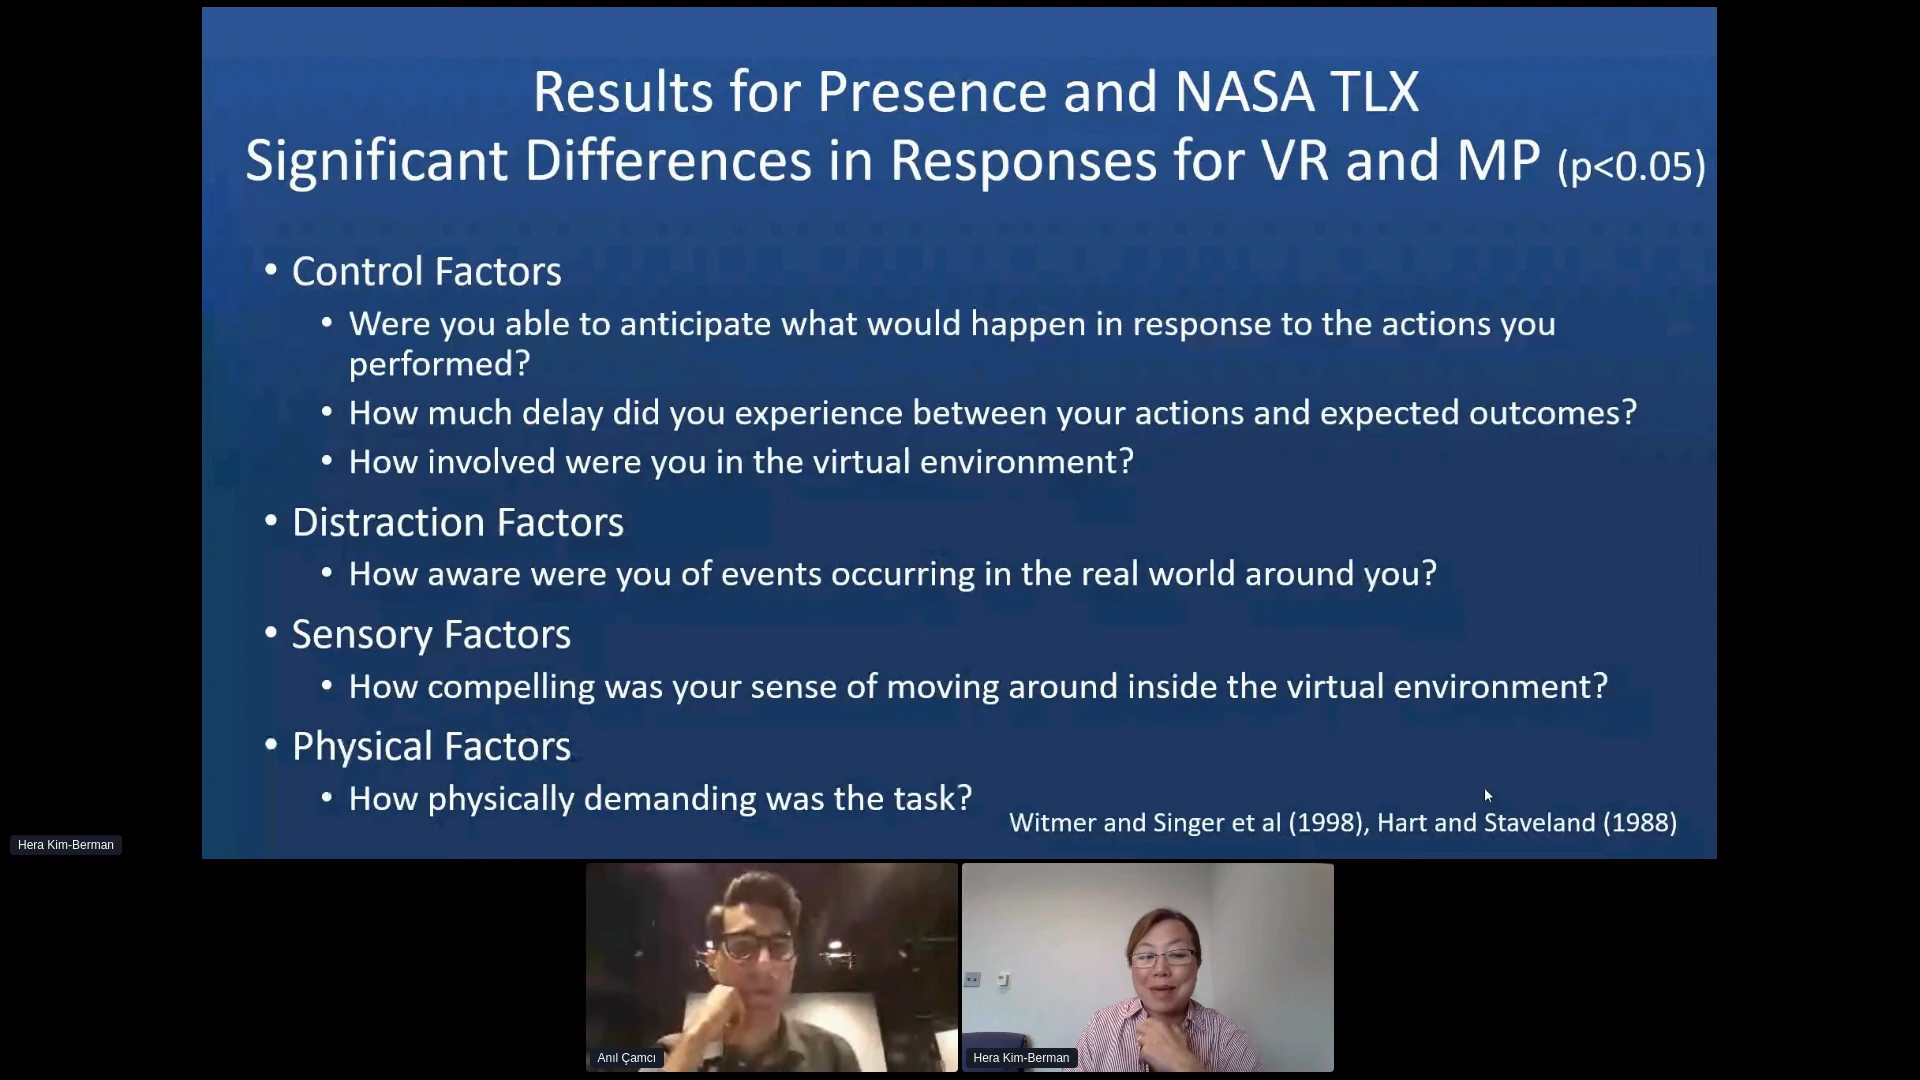 Results for Presence and NASA TLX
Significant Differences in Responses for VR and MP (p<0.05)
• Control Factors
• Were you able to anticipate what would happen in response to the actions you
performed?
• How much delay did you experience between your actions and expected outcomes?
• How involved were you in the virtual environment?
• Distraction Factors
• How aware were you of events occurring in the real world around you?
• Sensory Factors
• How compelling was your sense of moving around inside the virtual environment?
• Physical Factors
• How physically demanding was the task?
Witmer and Singer et al (1998), Hart and Staveland (1988)
Hera Kim-Berman
Anıl Çamcı
Hera Kim-Berman